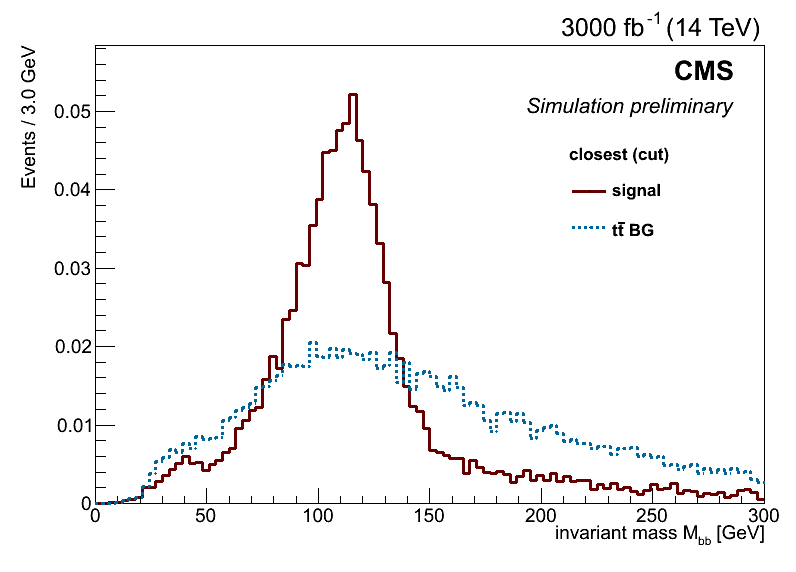 3000 fb⁻¹ (14 TeV)
CMS
Simulation preliminary
closest (cut)
signal
tt̄ BG
Events / 3.0 GeV
0.05
0.04
0.03
0.02
0.01
0
0 50 100 150 200 250 300
invariant mass M_bb [GeV]